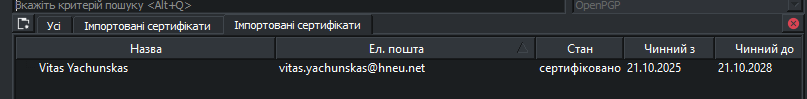 Вкажіть критерій пошуку <Alt+Q>
OpenPGP
Усі
Імпортовані сертифікати
Імпортовані сертифікати
Назва
Ел. пошта
Стан
Чинний з
Чинний до
Vitas Yachunskas
vitas.yachunskas@hneu.net
сертифіковано
21.10.2025
21.10.2028